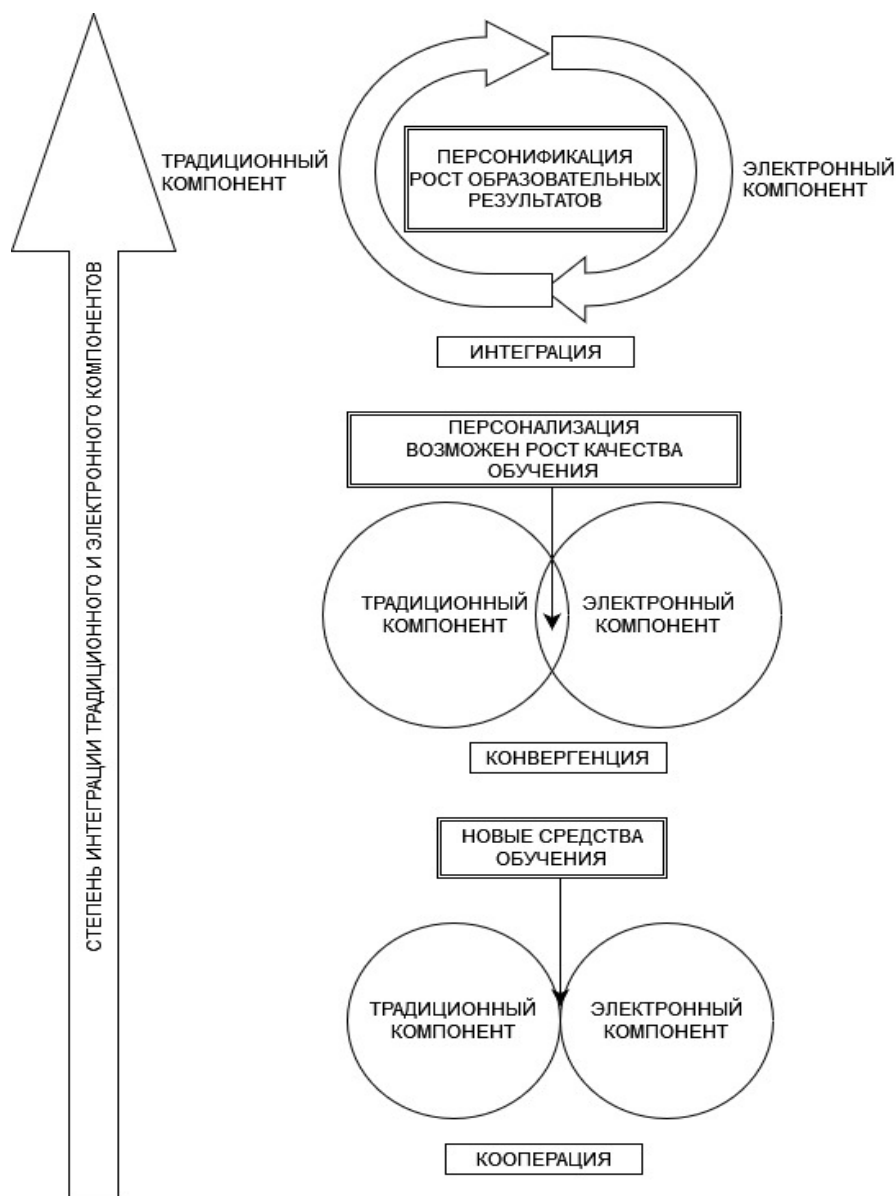 СТЕПЕНЬ ИНТЕГРАЦИИ ТРАДИЦИОННОГО И ЭЛЕКТРОННОГО КОМПОНЕНТОВ
ТРАДИЦИОННЫЙ
КОМПОНЕНТ
ПЕРСОНИФИКАЦИЯ
РОСТ ОБРАЗОВАТЕЛЬНЫХ
РЕЗУЛЬТАТОВ
ЭЛЕКТРОННЫЙ
КОМПОНЕНТ
ИНТЕГРАЦИЯ
ПЕРСОНАЛИЗАЦИЯ
ВОЗМОЖЕН РОСТ КАЧЕСТВА
ОБУЧЕНИЯ
ТРАДИЦИОННЫЙ
КОМПОНЕНТ
ЭЛЕКТРОННЫЙ
КОМПОНЕНТ
КОНВЕРГЕНЦИЯ
НОВЫЕ СРЕДСТВА
ОБУЧЕНИЯ
ТРАДИЦИОННЫЙ
КОМПОНЕНТ
ЭЛЕКТРОННЫЙ
КОМПОНЕНТ
КООПЕРАЦИЯ